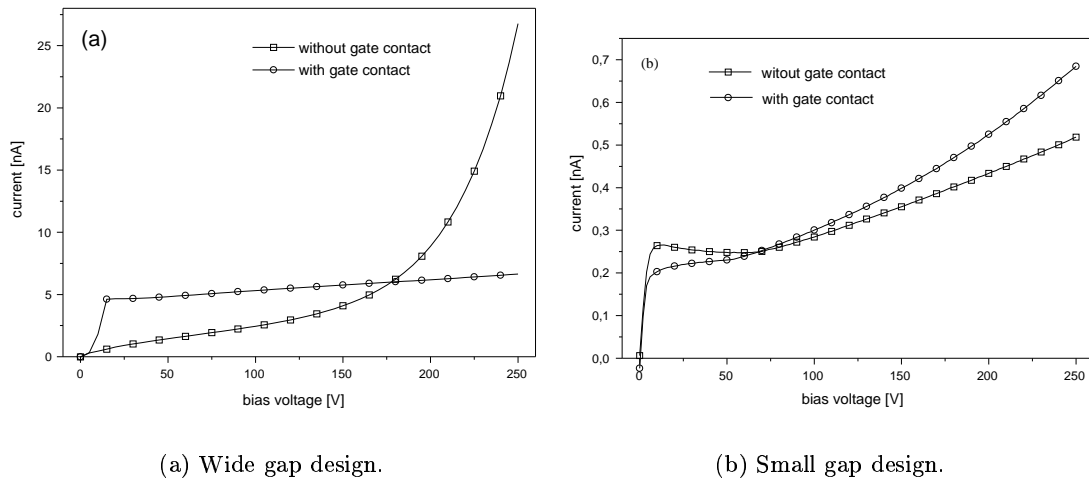 (a)
without gate contact
with gate contact
25
20
15
10
5
0
current [nA]
0 50 100 150 200 250
bias voltage [V]
(a) Wide gap design.
(b)
witout gate contact
with gate contact
0,7
0,6
0,5
0,4
0,3
0,2
0,1
0,0
current [nA]
0 50 100 150 200 250
bias voltage [V]
(b) Small gap design.